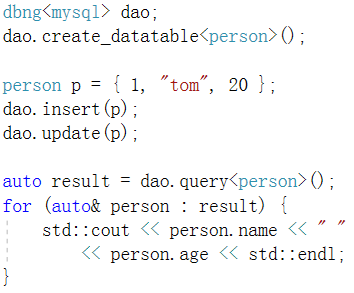 dbng<mysql> dao;
dao.create_datatable<person>();

person p = { 1, "tom", 20 };
dao.insert(p);
dao.update(p);

auto result = dao.query<person>();
for (auto& person : result) {
    std::cout << person.name << " "
        << person.age << std::endl;
}